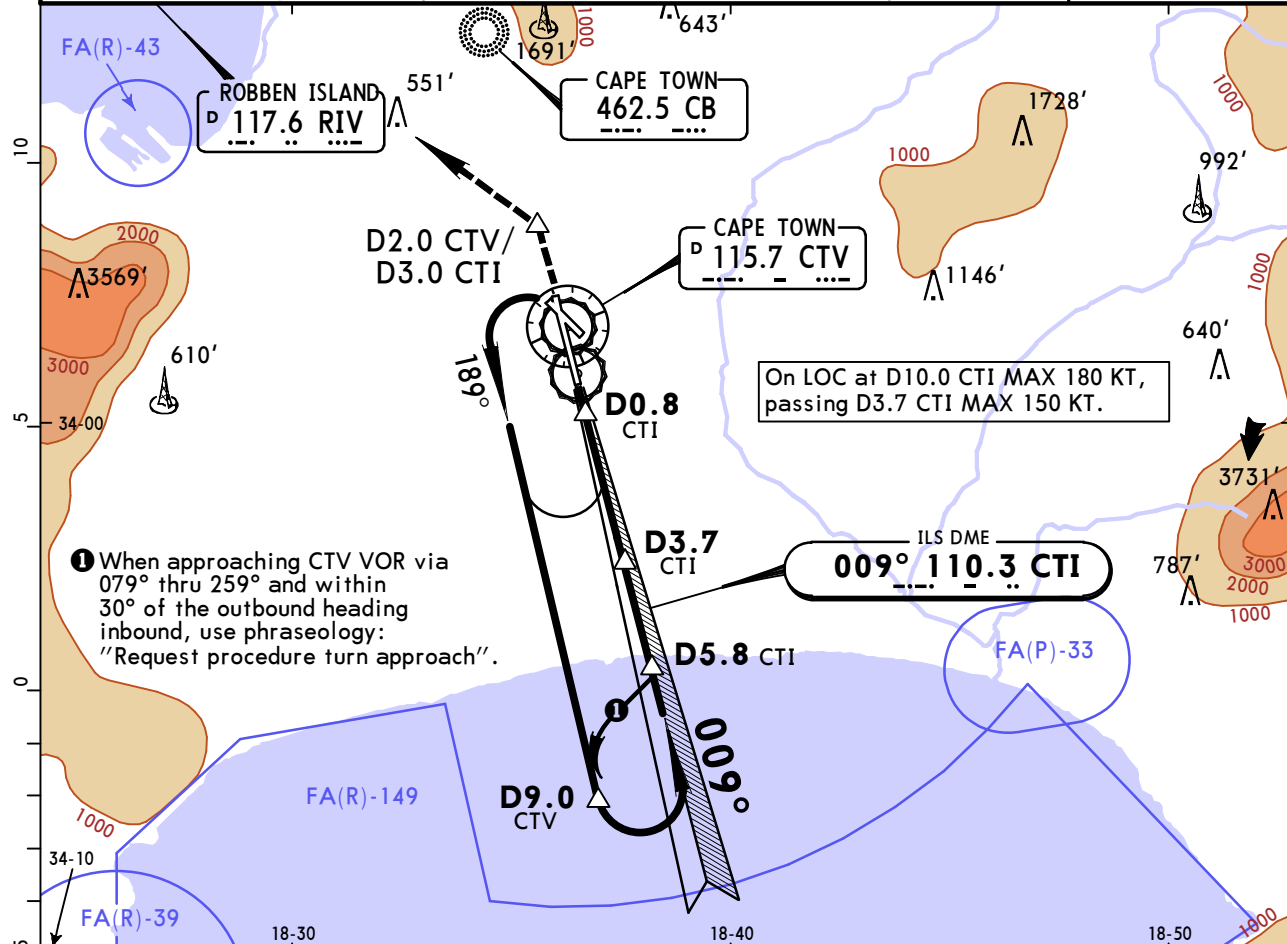 FA(R)-43
1000
643'
1691'
ROBBEN ISLAND
D 117.6 RIV
551'
CAPE TOWN
462.5 CB
1728'
1000
1000
992'
10
2000
3569'
3000
610'
D2.0 CTV/
D3.0 CTI
CAPE TOWN
D 115.7 CTV
1146'
1000
640'
189°
On LOC at D10.0 CTI MAX 180 KT,
passing D3.7 CTI MAX 150 KT.
D0.8
CTI
5
34-00
3731'
3000
2000
1000
787'
D3.7
CTI
ILS DME
009° 110.3 CTI
1 When approaching CTV VOR via
079° thru 259° and within
30° of the outbound heading
inbound, use phraseology:
"Request procedure turn approach".
D5.8 CTI
FA(P)-33
0
1
009°
FA(R)-149
D9.0
CTV
1000
34-10
FA(R)-39
18-30
18-40
18-50
1000